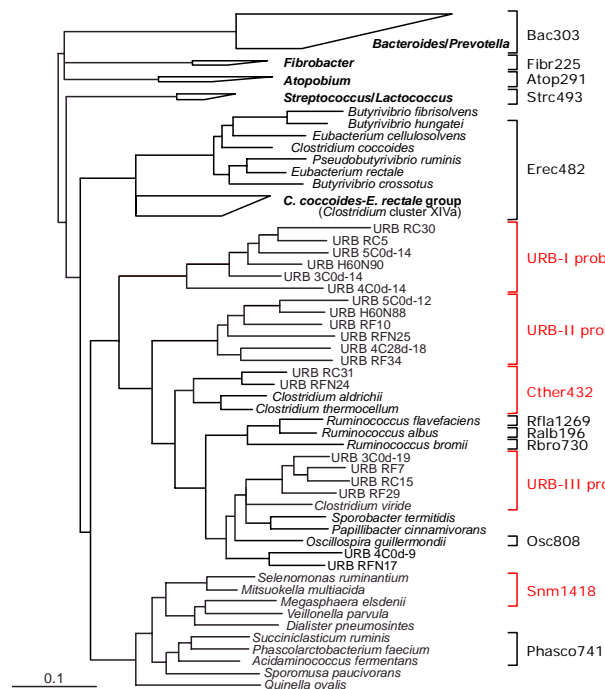 Bacteroides/Prevotella
Bac303
Fibrobacter
Fibr225
Atopobium
Atop291
Streptococcus/Lactococcus
Strc493
Butyrivibrio fibrisolvens
Butyrivibrio hungatei
Eubacterium cellulosolvens
Clostridium coccoides
Pseudobutyrivibrio ruminis
Eubacterium rectale
Butyrivibrio crossotus
Erec482
C. coccoides-E. rectale group
(Clostridium cluster XIVa)
URB RC30
URB RC5
URB 5C0d-14
URB H60N90
URB 3C0d-14
URB 4C0d-14
URB-I prob
URB 5C0d-12
URB H60N88
URB RF10
URB RFN25
URB 4C28d-18
URB RF34
URB-II prob
URB RC31
URB RFN24
Clostridium aldrichii
Clostridium thermocellum
Cther432
Ruminococcus flavefaciens
Rfla1269
Ruminococcus albus
Ralb196
Ruminococcus bromii
Rbro730
URB 3C0d-19
URB RF7
URB RC15
URB RF29
Clostridium viride
URB-III pro
Sporobacter termitidis
Papillibacter cinnamivorans
Oscillospira guillermondii
Osc808
URB 4C0d-9
URB RFN17
Selenomonas ruminantium
Mitsuokella multiacida
Megasphaera elsdenii
Snm1418
Veillonella parvula
Dialister pneumosintes
Succiniclasticum ruminis
Phascolarctobacterium faecium
Acidaminococcus fermentans
Phasco741
Sporomusa paucivorans
Quinella ovalis
0.1